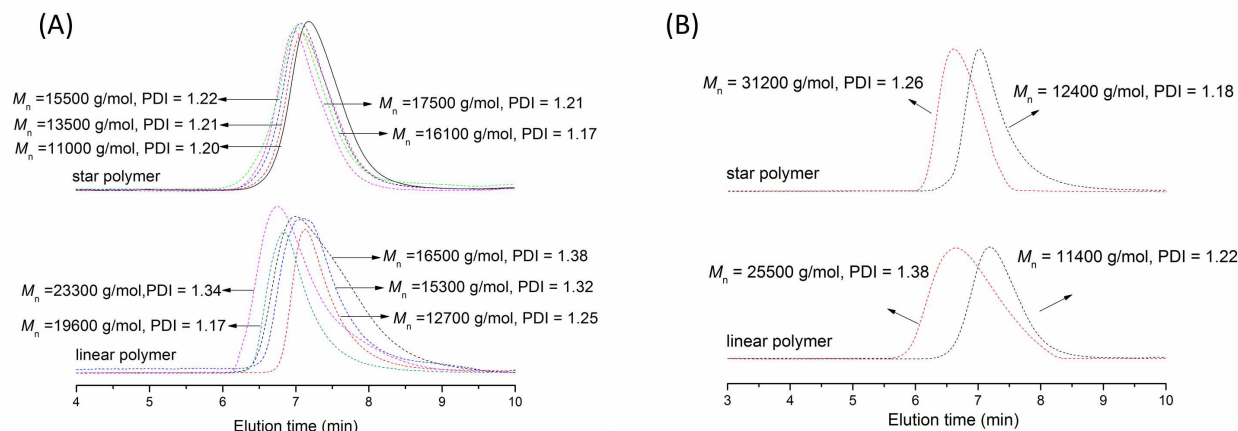 (A)
Mn =15500 g/mol, PDI = 1.22
Mn =13500 g/mol, PDI = 1.21
Mn =11000 g/mol, PDI = 1.20
Mn =17500 g/mol, PDI = 1.21
Mn =16100 g/mol, PDI = 1.17
star polymer
Mn =16500 g/mol, PDI = 1.38
Mn =15300 g/mol, PDI = 1.32
Mn =12700 g/mol, PDI = 1.25
Mn =23300 g/mol,PDI = 1.34
Mn =19600 g/mol, PDI = 1.17
linear polymer
4 5 6 7 8 9 10
Elution time (min)
(B)
Mn =31200 g/mol, PDI = 1.26
Mn =12400 g/mol, PDI = 1.18
star polymer
Mn =25500 g/mol, PDI = 1.38
Mn =11400 g/mol, PDI = 1.22
linear polymer
3 4 5 6 7 8 9 10
Elution time (min)